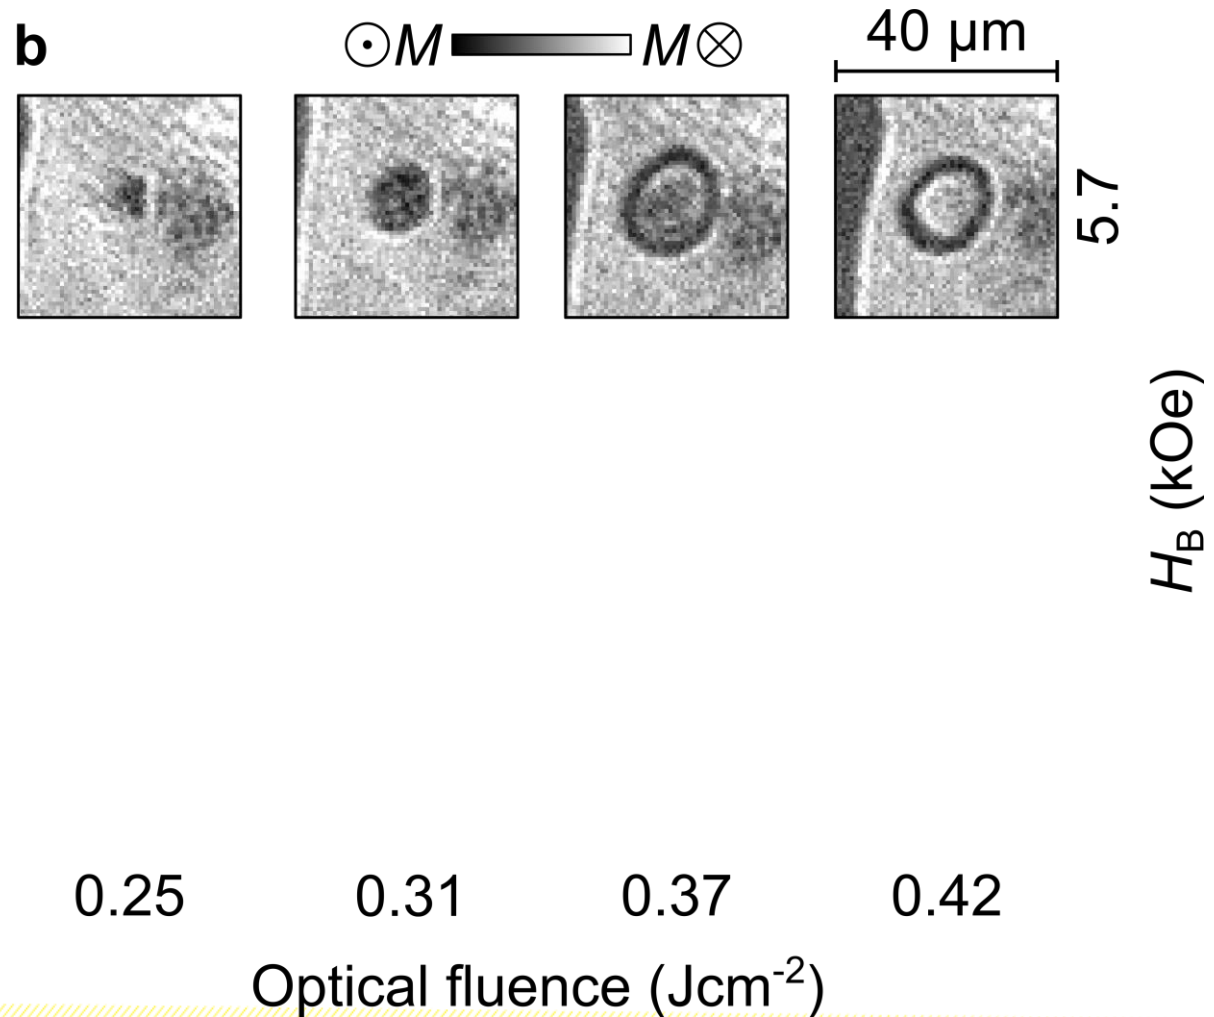 b
⊙M M⊗
40 µm
5.7
H_B (kOe)
0.25 0.31 0.37 0.42
Optical fluence (Jcm⁻²)